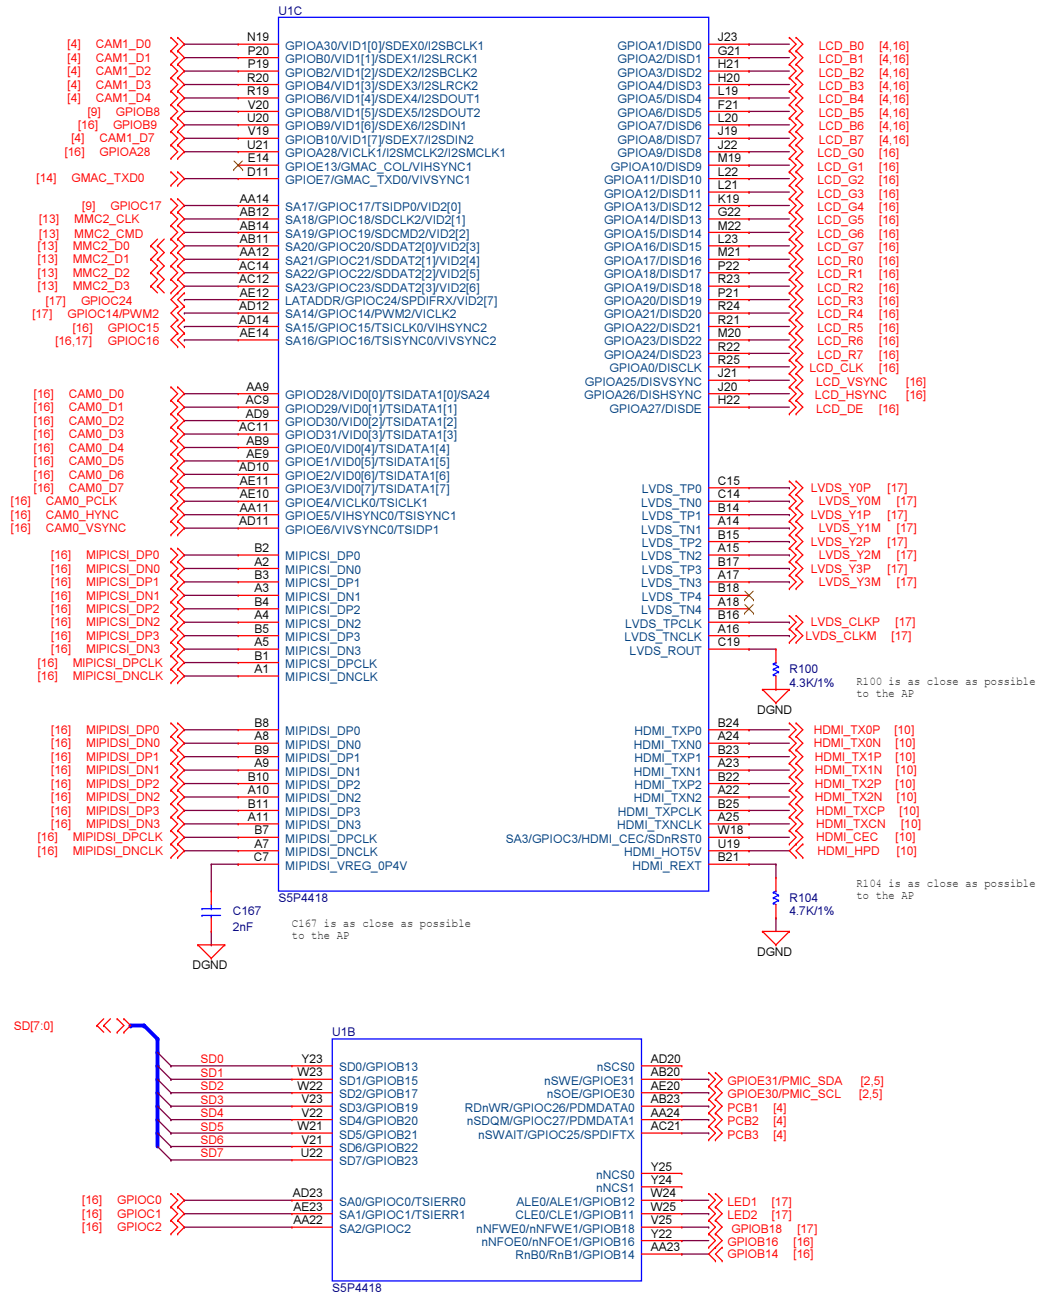 U1C
[4] CAM1_D0 N19 GPIOA30/VID1[0]/SDEX0/I2SBCLK1 GPIOA1/DISD0 J23 LCD_B0 [4,16]
[4] CAM1_D1 P20 GPIOB0/VID1[1]/SDEX1/I2SLRCK1 GPIOA2/DISD1 G21 LCD_B1 [4,16]
[4] CAM1_D2 P19 GPIOB2/VID1[2]/SDEX2/I2SBCLK2 GPIOA3/DISD2 H21 LCD_B2 [4,16]
[4] CAM1_D3 R20 GPIOB4/VID1[3]/SDEX3/I2SLRCK2 GPIOA4/DISD3 H20 LCD_B3 [4,16]
[4] CAM1_D4 R19 GPIOB6/VID1[4]/SDEX4/I2SDOUT1 GPIOA5/DISD4 L19 LCD_B4 [4,16]
[9] GPIOB8 V20 GPIOB8/VID1[5]/SDEX5/I2SDOUT2 GPIOA6/DISD5 F21 LCD_B5 [4,16]
[16] GPIOB9 U20 GPIOB9/VID1[6]/SDEX6/I2SDIN1 GPIOA7/DISD6 L20 LCD_B6 [4,16]
[4] CAM1_D7 V19 GPIOB10/VID1[7]/SDEX7/I2SDIN2 GPIOA8/DISD7 J19 LCD_B7 [4,16]
[16] GPIOA28 U21 GPIOA28/VICLK1/I2SMCLK2/I2SMCLK1 GPIOA9/DISD8 J22 LCD_G0 [16]
E14 GPIOE13/GMAC_COL/VIHSYNC1 GPIOA10/DISD9 M19 LCD_G1 [16]
[14] GMAC_TXD0 D11 GPIOE7/GMAC_TXD0/VIVSYNC1 GPIOA11/DISD10 L22 LCD_G2 [16]
GPIOA12/DISD11 L21 LCD_G3 [16]
[9] GPIOC17 AA14 SA17/GPIOC17/TSIDP0/VID2[0] GPIOA13/DISD12 K19 LCD_G4 [16]
[13] MMC2_CLK AB12 SA18/GPIOC18/SDCLK2/VID2[1] GPIOA14/DISD13 G22 LCD_G5 [16]
[13] MMC2_CMD AB14 SA19/GPIOC19/SDCMD2/VID2[2] GPIOA15/DISD14 M22 LCD_G6 [16]
[13] MMC2_D0 AB11 SA20/GPIOC20/SDDAT2[0]/VID2[3] GPIOA16/DISD15 L23 LCD_G7 [16]
[13] MMC2_D1 AA12 SA21/GPIOC21/SDDAT2[1]/VID2[4] GPIOA17/DISD16 M21 LCD_R0 [16]
[13] MMC2_D2 AC14 SA22/GPIOC22/SDDAT2[2]/VID2[5] GPIOA18/DISD17 P22 LCD_R1 [16]
[13] MMC2_D3 AC12 SA23/GPIOC23/SDDAT2[3]/VID2[6] GPIOA19/DISD18 R23 LCD_R2 [16]
[17] GPIOC24 AE12 LATADDR/GPIOC24/SPDIFRX/VID2[7] GPIOA20/DISD19 P21 LCD_R3 [16]
[17] GPIOC14/PWM2 AD12 SA14/GPIOC14/PWM2/VICLK2 GPIOA21/DISD20 R24 LCD_R4 [16]
[16] GPIOC15 AD14 SA15/GPIOC15/TSICLK0/VIHSYNC2 GPIOA22/DISD21 R21 LCD_R5 [16]
[16,17] GPIOC16 AE14 SA16/GPIOC16/TSISYNC0/VIVSYNC2 GPIOA23/DISD22 M20 LCD_R6 [16]
GPIOA24/DISD23 R22 LCD_R7 [16]
GPIOA0/DISCLK R25 LCD_CLK [16]
GPIOA25/DISVSYNC J21 LCD_VSYNC [16]
[16] CAM0_D0 AA9 GPIOD28/VID0[0]/TSIDATA1[0]/SA24 GPIOA26/DISHSYNC J20 LCD_HSYNC [16]
[16] CAM0_D1 AC9 GPIOD29/VID0[1]/TSIDATA1[1] GPIOA27/DISDE H22 LCD_DE [16]
[16] CAM0_D2 AD9 GPIOD30/VID0[2]/TSIDATA1[2]
[16] CAM0_D3 AC11 GPIOD31/VID0[3]/TSIDATA1[3]
[16] CAM0_D4 AB9 GPIOE0/VID0[4]/TSIDATA1[4]
[16] CAM0_D5 AE9 GPIOE1/VID0[5]/TSIDATA1[5]
[16] CAM0_D6 AD10 GPIOE2/VID0[6]/TSIDATA1[6]
[16] CAM0_D7 AE11 GPIOE3/VID0[7]/TSIDATA1[7] LVDS_TP0 C15 LVDS_Y0P [17]
[16] CAM0_PCLK AE10 GPIOE4/VICLK0/TSICLK1 LVDS_TN0 C14 LVDS_Y0M [17]
[16] CAM0_HYNC AA11 GPIOE5/VIHSYNC0/TSISYNC1 LVDS_TP1 B14 LVDS_Y1P [17]
[16] CAM0_VSYNC AD11 GPIOE6/VIVSYNC0/TSIDP1 LVDS_TN1 A14 LVDS_Y1M [17]
LVDS_TP2 B15 LVDS_Y2P [17]
[16] MIPICSI_DP0 B2 MIPICSI_DP0 LVDS_TN2 A15 LVDS_Y2M [17]
[16] MIPICSI_DN0 A2 MIPICSI_DN0 LVDS_TP3 B17 LVDS_Y3P [17]
[16] MIPICSI_DP1 B3 MIPICSI_DP1 LVDS_TN3 A17 LVDS_Y3M [17]
[16] MIPICSI_DN1 A3 MIPICSI_DN1 LVDS_TP4 B18
[16] MIPICSI_DP2 B4 MIPICSI_DP2 LVDS_TN4 A18
[16] MIPICSI_DN2 A4 MIPICSI_DN2 LVDS_TPCLK B16 LVDS_CLKP [17]
[16] MIPICSI_DP3 B5 MIPICSI_DP3 LVDS_TNCLK A16 LVDS_CLKM [17]
[16] MIPICSI_DN3 A5 MIPICSI_DN3 LVDS_ROUT C19
[16] MIPICSI_DPCLK B1 MIPICSI_DPCLK R100
[16] MIPICSI_DNCLK A1 MIPICSI_DNCLK 4.3K/1% R100 is as close as possible
to the AP
DGND
[16] MIPIDSI_DP0 B8 MIPIDSI_DP0 HDMI_TXP0 B24 HDMI_TX0P [10]
[16] MIPIDSI_DN0 A8 MIPIDSI_DN0 HDMI_TXN0 A24 HDMI_TX0N [10]
[16] MIPIDSI_DP1 B9 MIPIDSI_DP1 HDMI_TXP1 B23 HDMI_TX1P [10]
[16] MIPIDSI_DN1 A9 MIPIDSI_DN1 HDMI_TXN1 A23 HDMI_TX1N [10]
[16] MIPIDSI_DP2 B10 MIPIDSI_DP2 HDMI_TXP2 B22 HDMI_TX2P [10]
[16] MIPIDSI_DN2 A10 MIPIDSI_DN2 HDMI_TXN2 A22 HDMI_TX2N [10]
[16] MIPIDSI_DP3 B11 MIPIDSI_DP3 HDMI_TXPCLK B25 HDMI_TXCP [10]
[16] MIPIDSI_DN3 A11 MIPIDSI_DN3 HDMI_TXNCLK A25 HDMI_TXCN [10]
[16] MIPIDSI_DPCLK B7 MIPIDSI_DPCLK SA3/GPIOC3/HDMI_CEC/SDnRST0 W18 HDMI_CEC [10]
[16] MIPIDSI_DNCLK A7 MIPIDSI_DNCLK HDMI_HOT5V U19 HDMI_HPD [10]
C7 MIPIDSI_VREG_0P4V HDMI_REXT B21
S5P4418 R104 R104 is as close as possible
4.7K/1% to the AP
C167
2nF C167 is as close as possible
to the AP
DGND DGND
SD[7:0]
U1B
SD0 Y23 SD0/GPIOB13 nSCS0 AD20
SD1 W23 SD1/GPIOB15 nSWE/GPIOE31 AB20 GPIOE31/PMIC_SDA [2,5]
SD2 W22 SD2/GPIOB17 nSOE/GPIOE30 AE20 GPIOE30/PMIC_SCL [2,5]
SD3 V23 SD3/GPIOB19 RDnWR/GPIOC26/PDMDATA0 AB23 PCB1 [4]
SD4 V22 SD4/GPIOB20 nSDQM/GPIOC27/PDMDATA1 AA24 PCB2 [4]
SD5 W21 SD5/GPIOB21 nSWAIT/GPIOC25/SPDIFTX AC21 PCB3 [4]
SD6 V21 SD6/GPIOB22
SD7 U22 SD7/GPIOB23
nNCS0 Y25
nNCS1 Y24
[16] GPIOC0 AD23 SA0/GPIOC0/TSIERR0 ALE0/ALE1/GPIOB12 W24 LED1 [17]
[16] GPIOC1 AE23 SA1/GPIOC1/TSIERR1 CLE0/CLE1/GPIOB11 W25 LED2 [17]
[16] GPIOC2 AA22 SA2/GPIOC2 nNFWE0/nNFWE1/GPIOB18 V25 GPIOB18 [17]
nNFOE0/nNFOE1/GPIOB16 Y22 GPIOB16 [16]
RnB0/RnB1/GPIOB14 AA23 GPIOB14 [16]
S5P4418